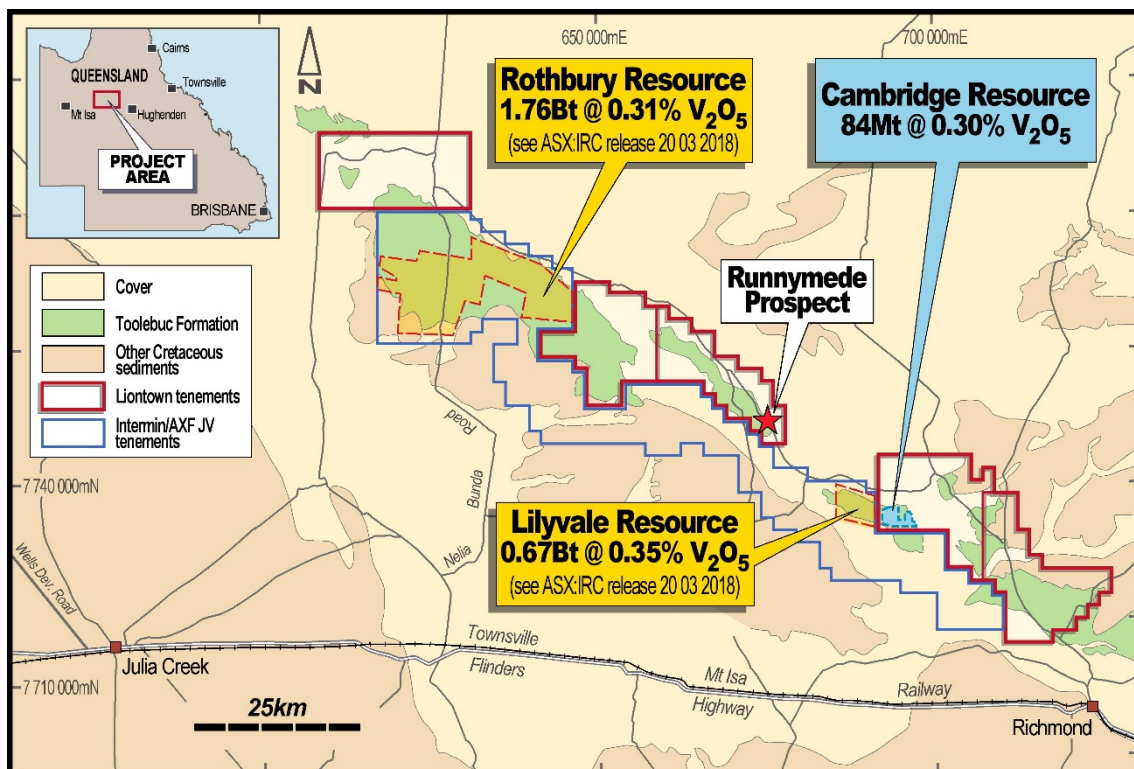 650 000mE
700 000mE
Cairns
QUEENSLAND
Townsville
Mt Isa
Hughenden
PROJECT
AREA
BRISBANE
N
Rothbury Resource
1.76Bt @ 0.31% V₂O₅
(see ASX:IRC release 20 03 2018)
Cambridge Resource
84Mt @ 0.30% V₂O₅
Runnymede
Prospect
Cover
Toolebuc Formation
Other Cretaceous
sediments
Liontown tenements
Intermin/AXF JV
tenements
Road
Bunda
Nelia
7 740 000mN
Lilyvale Resource
0.67Bt @ 0.35% V₂O₅
(see ASX:IRC release 20 03 2018)
Wells Dev. Road
Julia Creek
Townsville
Flinders
Mt Isa
Highway
Railway
7 710 000mN
25km
Richmond